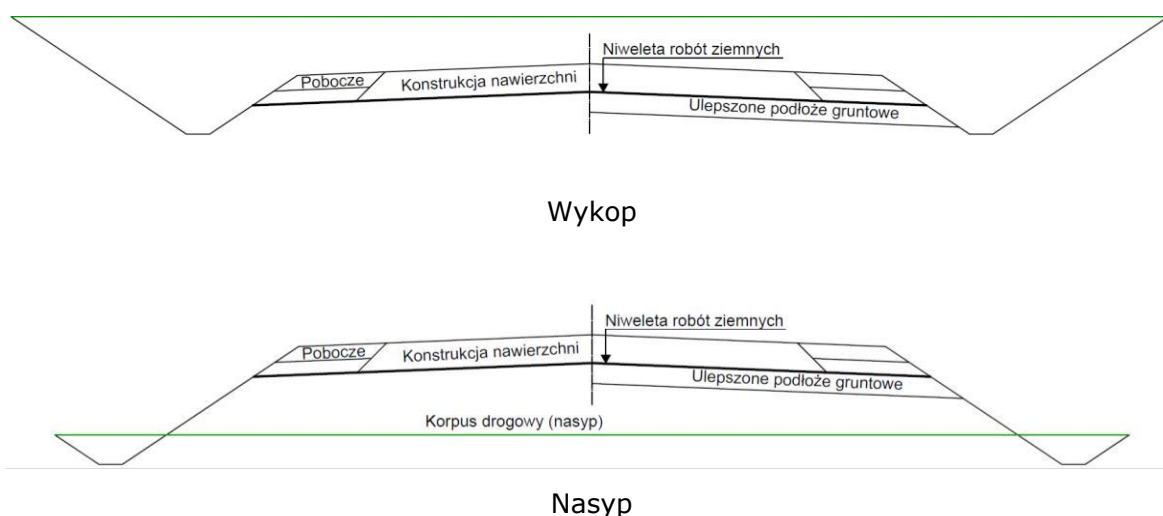 Niweleta robót ziemnych
Pobocze
Konstrukcja nawierzchni
Ulepszone podłoże gruntowe
Wykop
Niweleta robót ziemnych
Pobocze
Konstrukcja nawierzchni
Ulepszone podłoże gruntowe
Korpus drogowy (nasyp)
Nasyp